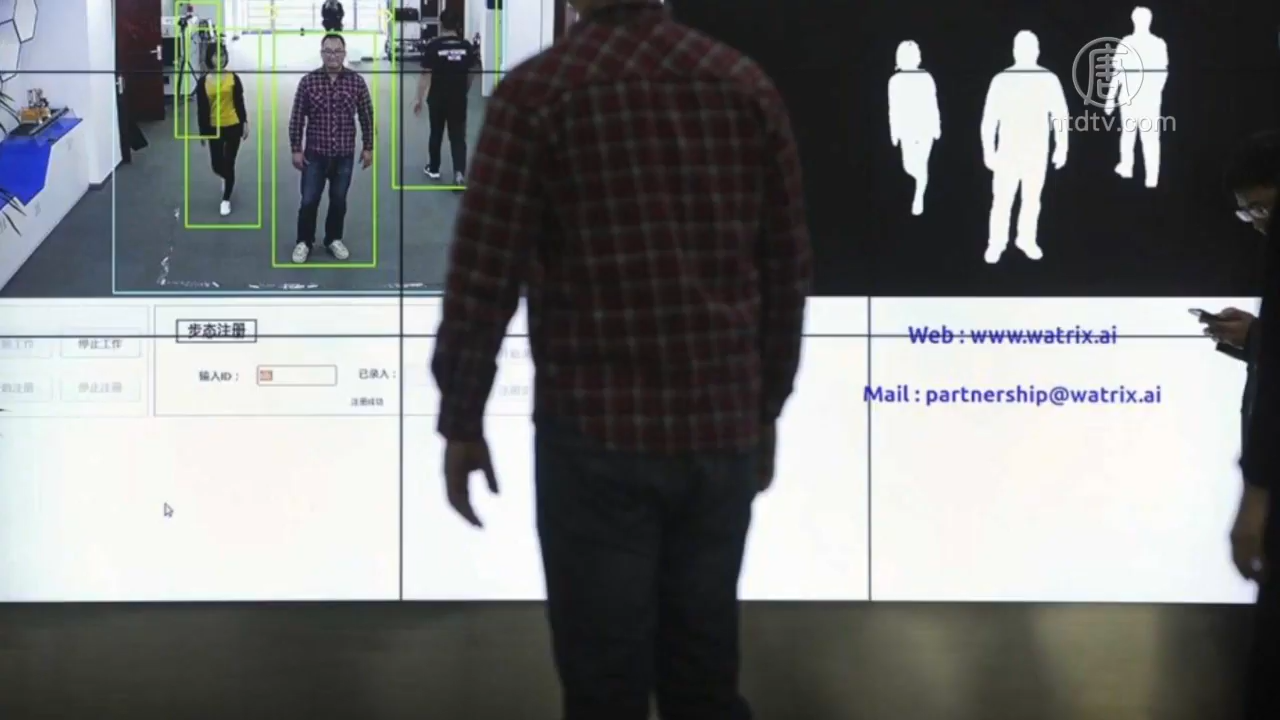 唐
ntdtv.com
步态注册
停止工作
输入ID：
已录入：
停止注册
注册成功
Web : www.watrix.ai
Mail : partnership@watrix.ai